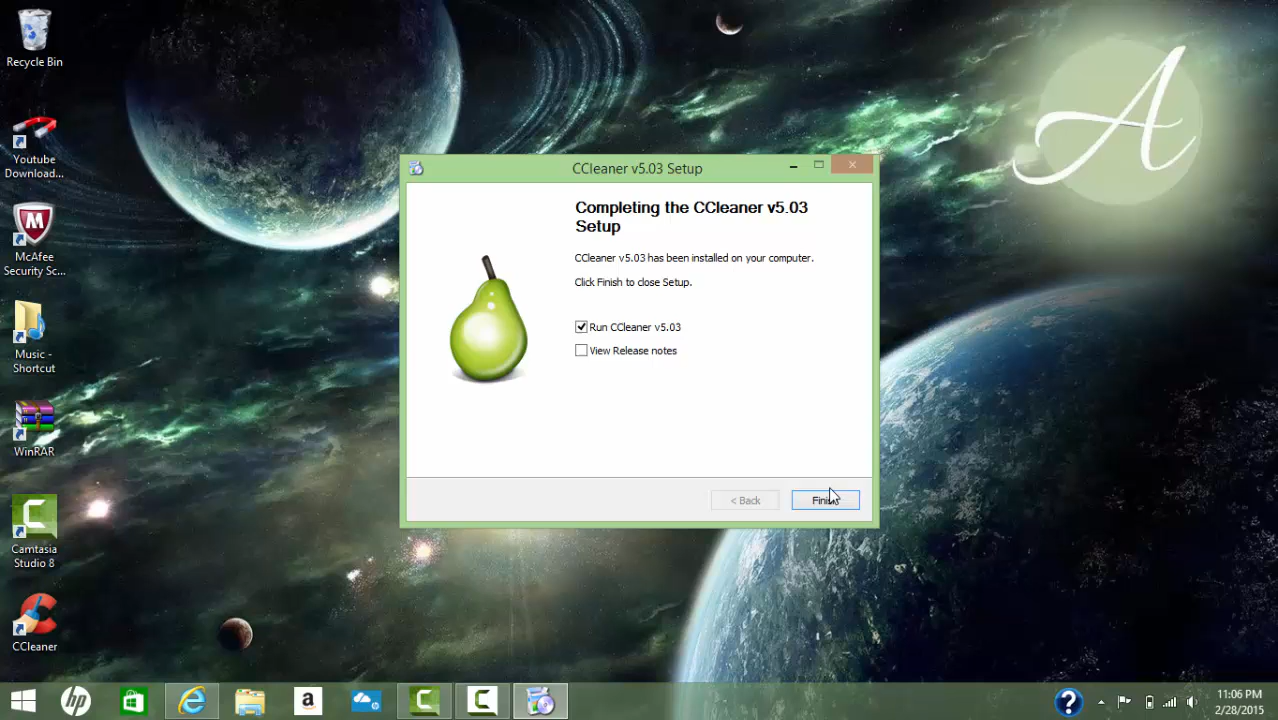 Recycle Bin
Youtube
Download...
McAfee
Security Sc...
Music -
Shortcut
WinRAR
Camtasia
Studio 8
CCleaner
A
CCleaner v5.03 Setup
Completing the CCleaner v5.03
Setup
CCleaner v5.03 has been installed on your computer.
Click Finish to close Setup.
Run CCleaner v5.03
View Release notes
< Back
Finish
hp
a
11:06 PM
2/28/2015